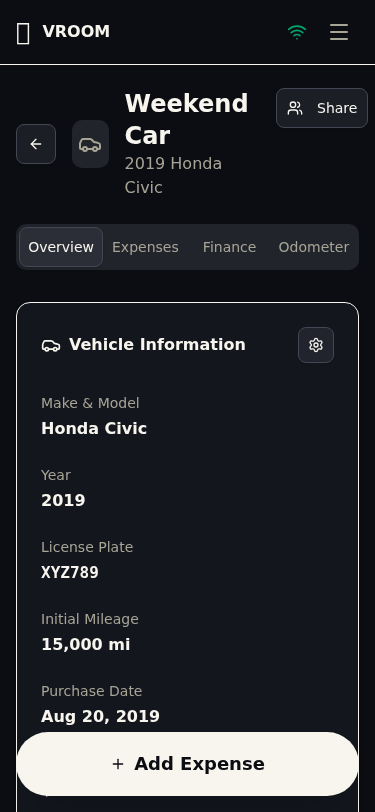 VROOM
Weekend
Car
2019 Honda
Civic
Share
Overview
Expenses
Finance
Odometer
Vehicle Information
Make & Model
Honda Civic
Year
2019
License Plate
XYZ789
Initial Mileage
15,000 mi
Purchase Date
Aug 20, 2019
+ Add Expense